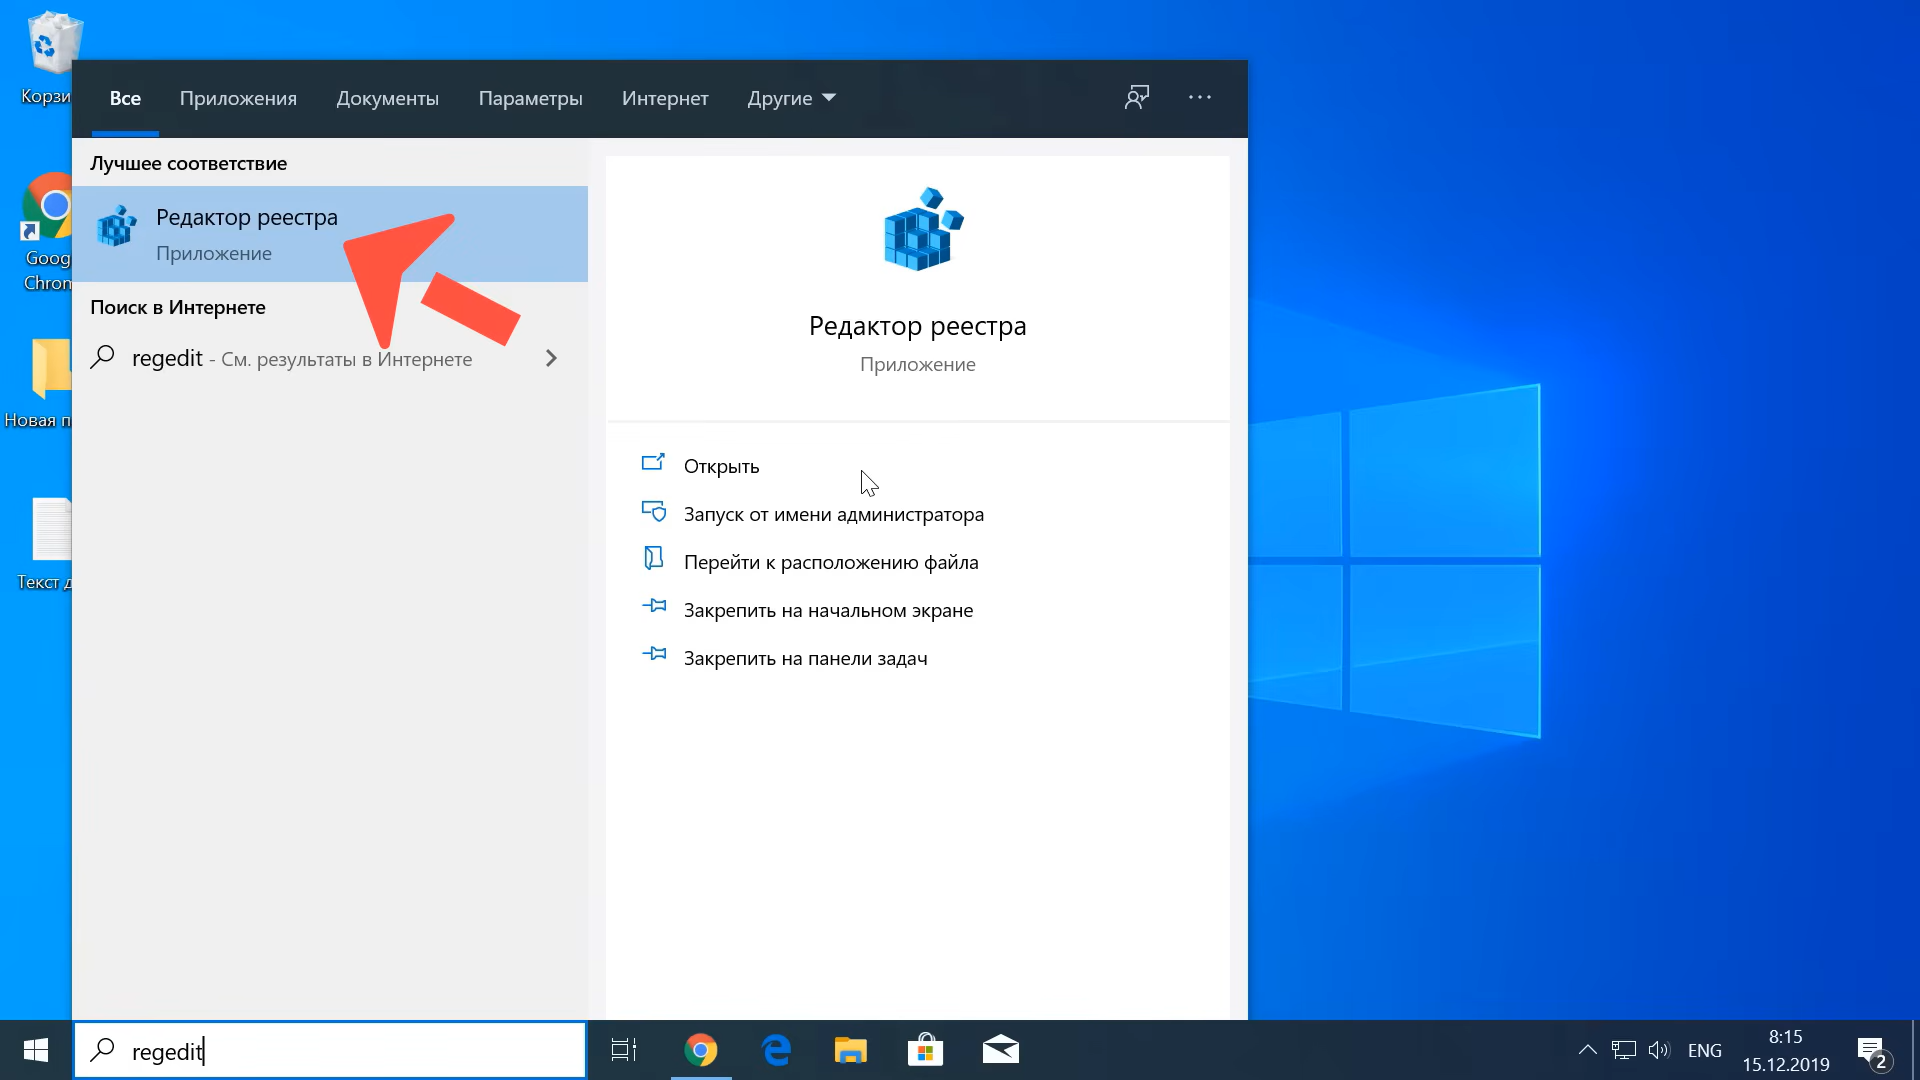 Корзи
Goog
Chrom
Новая п
Текст д
Все
Приложения
Документы
Параметры
Интернет
Другие
Лучшее соответствие
Редактор реестра
Приложение
Поиск в Интернете
regedit - См. результаты в Интернете
Редактор реестра
Приложение
Открыть
Запуск от имени администратора
Перейти к расположению файла
Закрепить на начальном экране
Закрепить на панели задач
regedit
ENG
8:15
15.12.2019
2